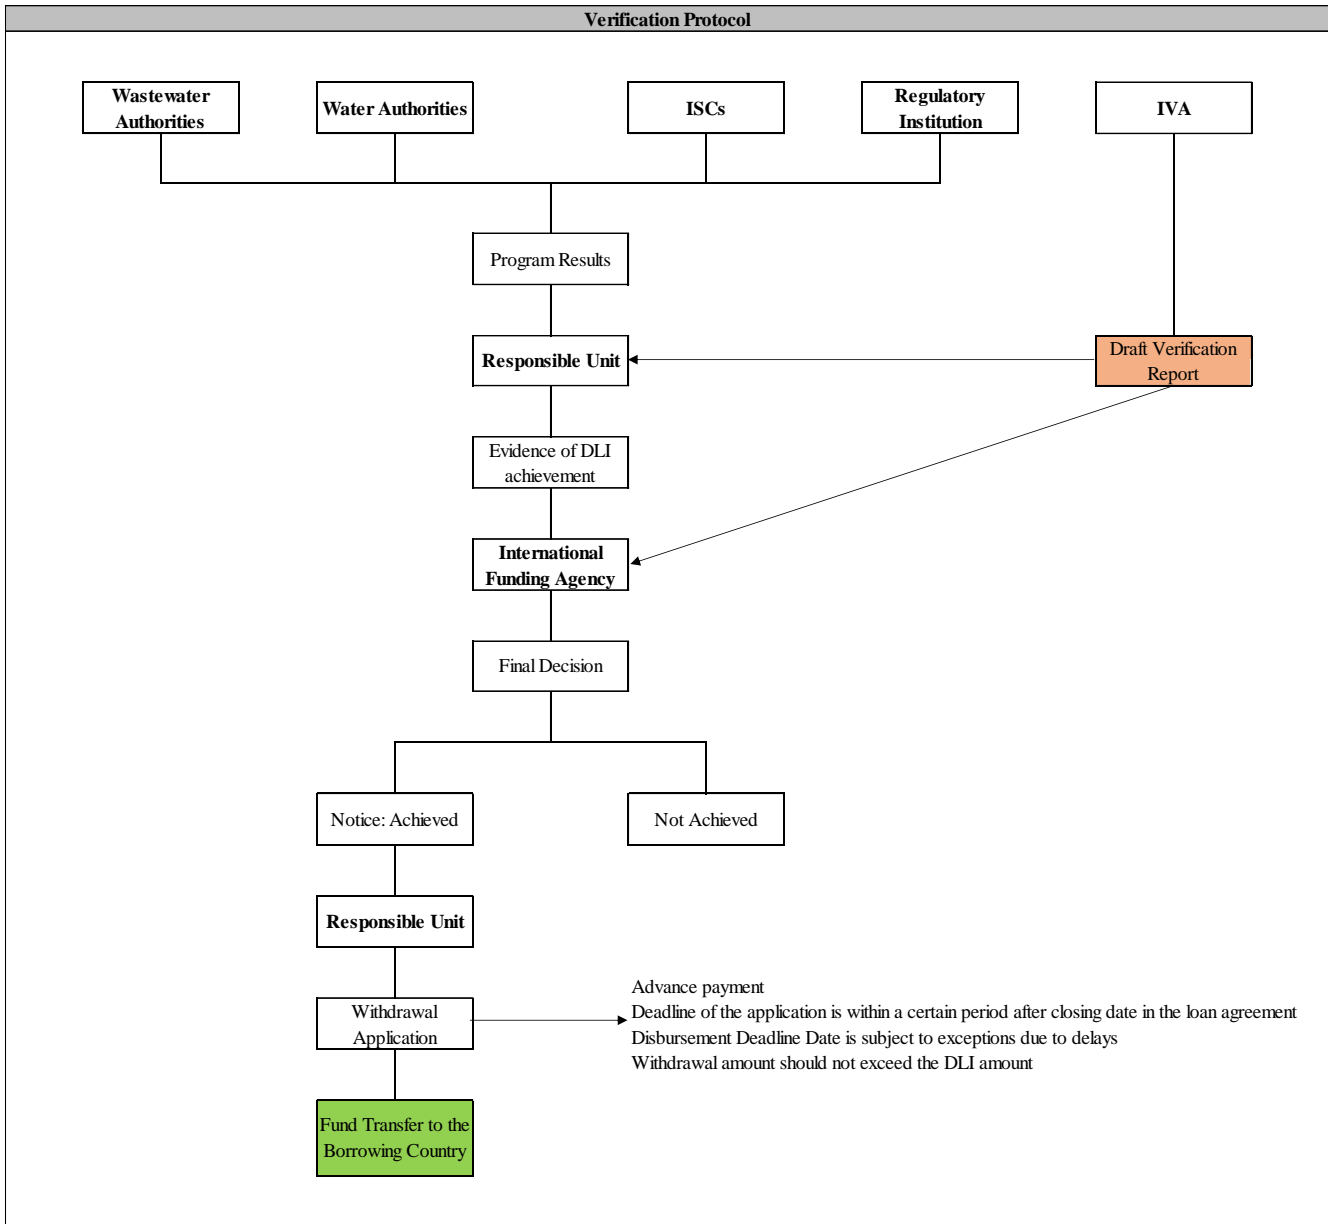 Verification Protocol
Wastewater
Authorities
Water Authorities
ISCs
Regulatory
Institution
IVA
Program Results
Responsible Unit
Draft Verification
Report
Evidence of DLI
achievement
International
Funding Agency
Final Decision
Notice: Achieved
Not Achieved
Responsible Unit
Withdrawal
Application
Advance payment
Deadline of the application is within a certain period after closing date in the loan agreement
Disbursement Deadline Date is subject to exceptions due to delays
Withdrawal amount should not exceed the DLI amount
Fund Transfer to the
Borrowing Country